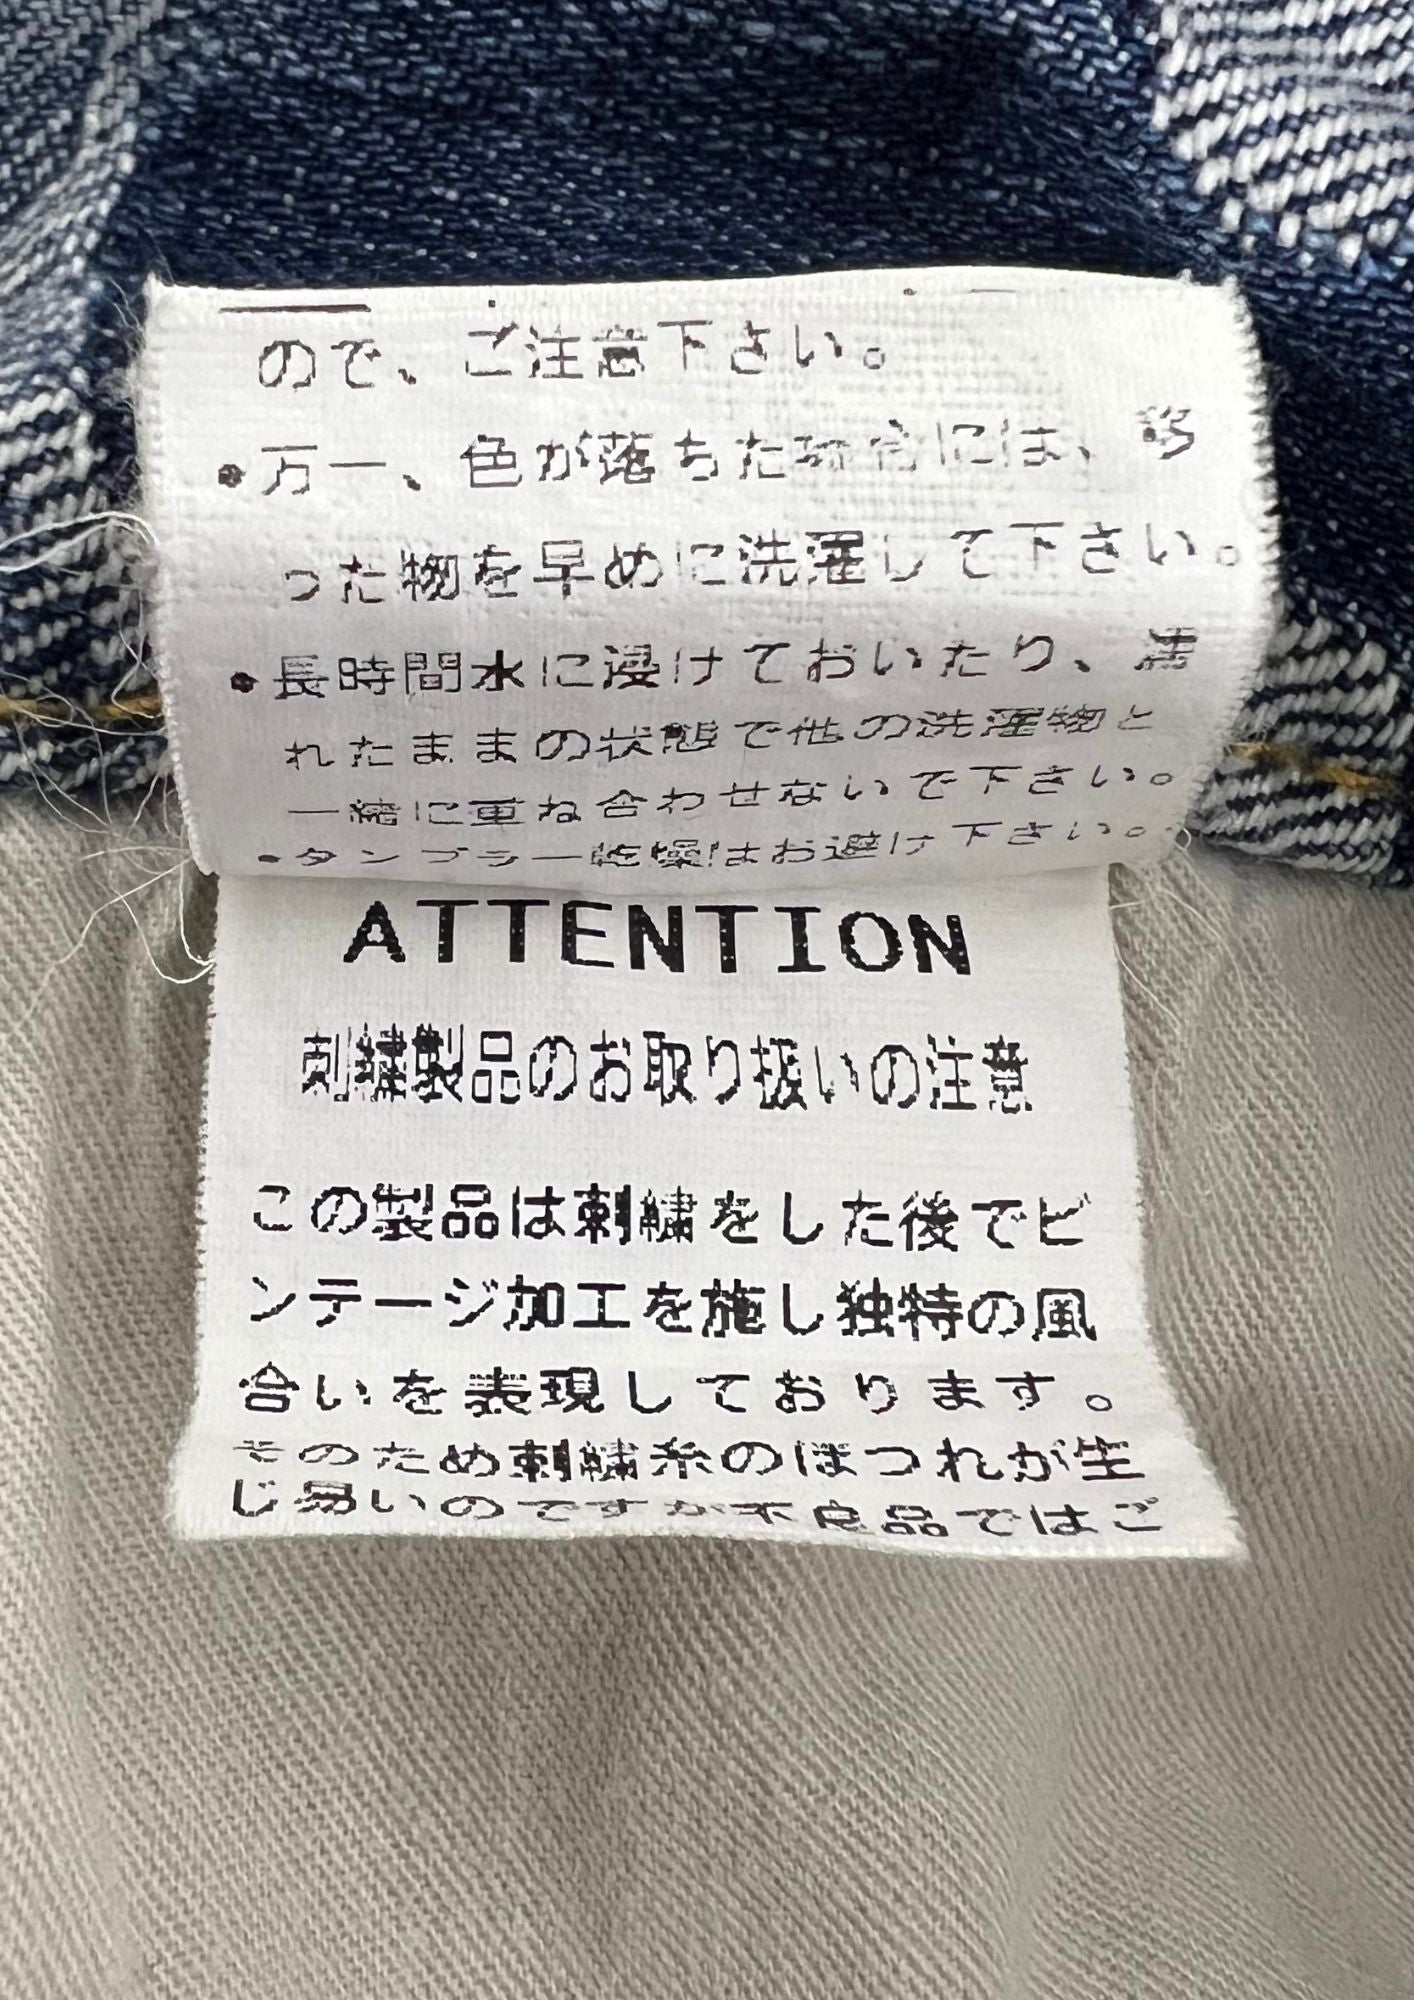 ので、ご注意下さい。
●万一、色が落ちた場合には、移
った物を早めに洗濯して下さい。
●長時間水に浸けておいたり、濡
れたままの状態で他の洗濯物と
一緒に重ね合わせないで下さい。
●タンブラー乾燥はお避け下さい。
ATTENTION
刺繍製品のお取り扱いの注意
この製品は刺繍をした後でビ
ンテージ加工を施し独特の風
合いを表現しております。
そのため刺繍糸のほつれが生
じ易いのですが不良品ではご